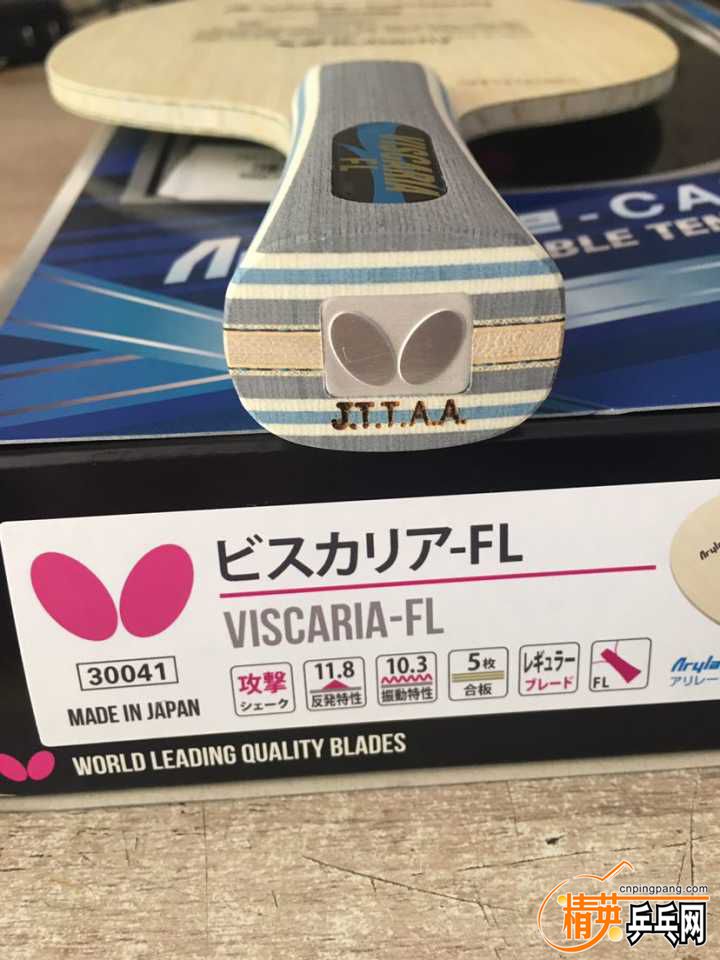 VISCARIA
FL
-CA
BLE TEN
J.T.T.A.A.
ビスカリア-FL
VISCARIA-FL
30041
MADE IN JAPAN
攻撃
シェーク
11.8
反発特性
10.3
振動特性
5枚
合板
レギュラー
ブレード
FL
Aryla
アリレー
WORLD LEADING QUALITY BLADES
cnpingpang.com
精英乒乓网